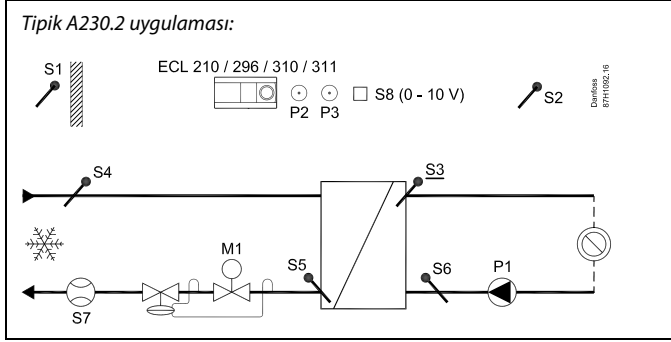 Tipik A230.2 uygulaması:
S1
ECL 210 / 296 / 310 / 311
P2
P3
S8 (0 - 10 V)
S2
Danfoss
87H1092.16
S4
S3
M1
S5
S6
P1
S7